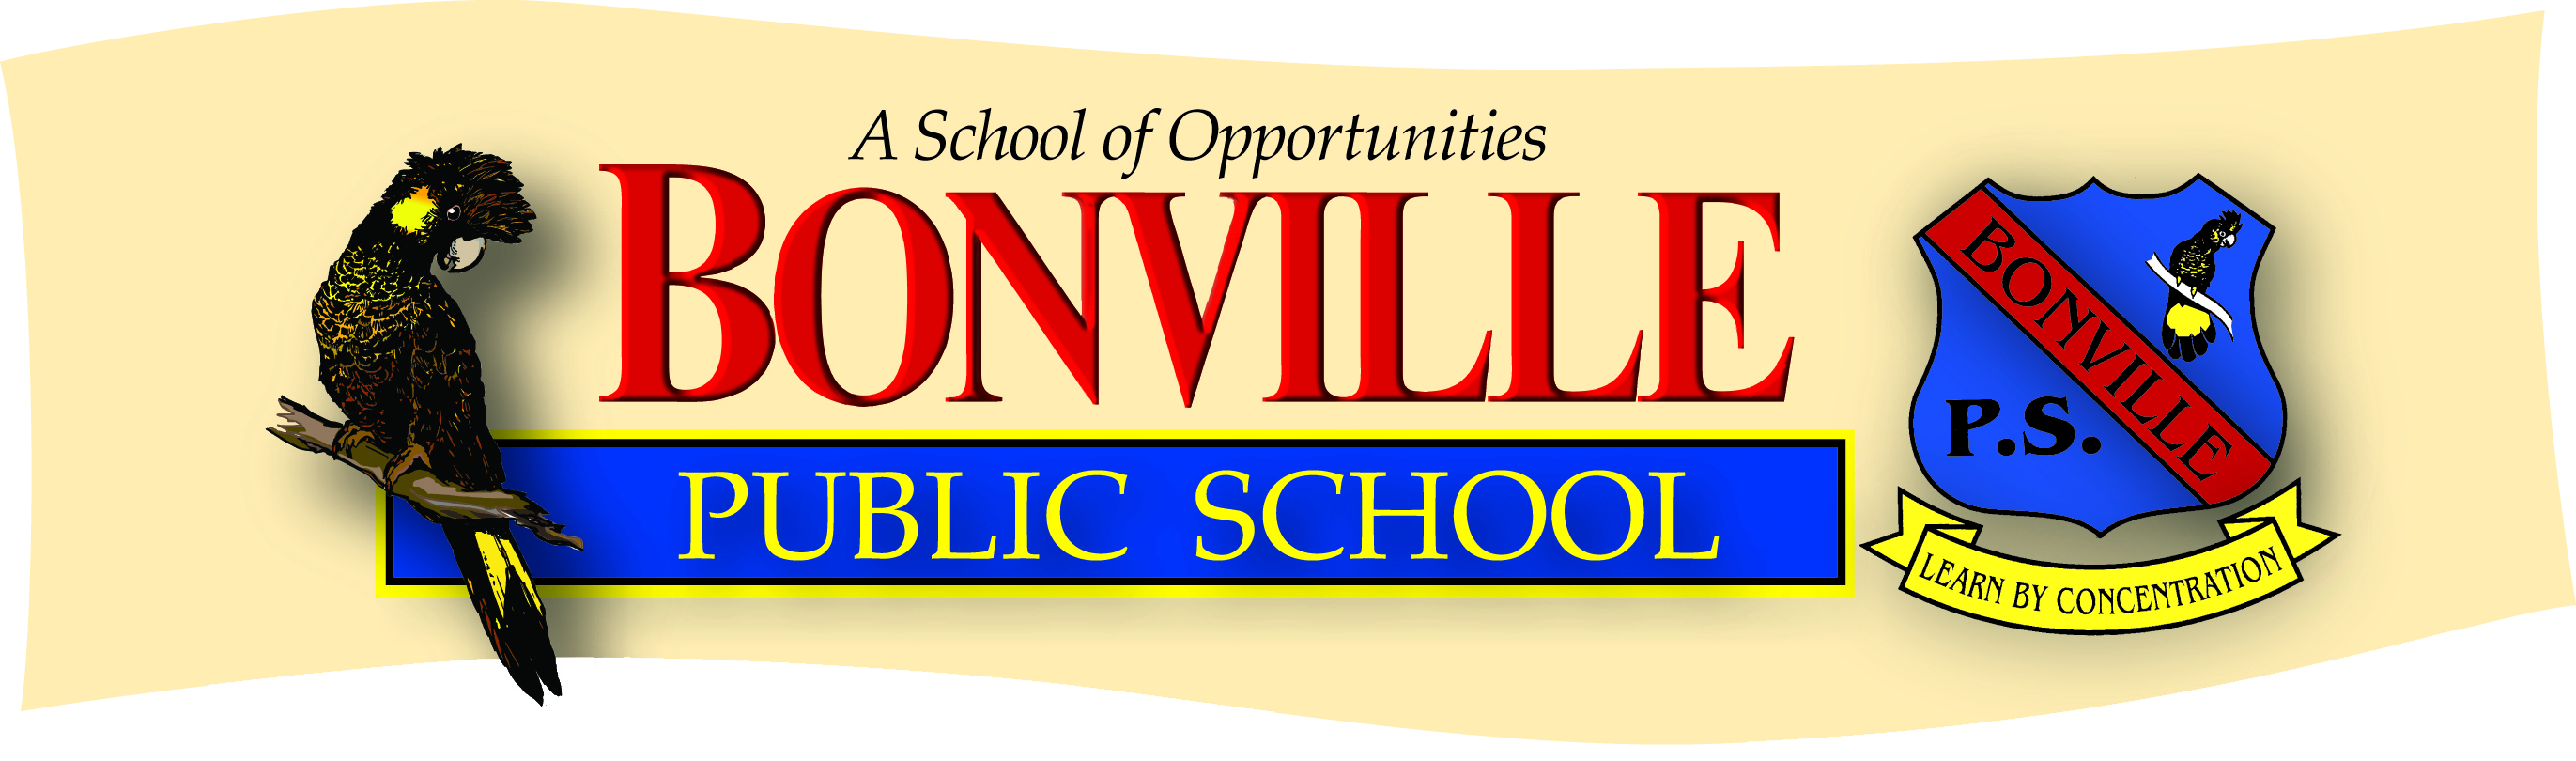 A School of Opportunities
BONVILLE
PUBLIC SCHOOL
BONVILLE
P.S.
LEARN BY CONCENTRATION